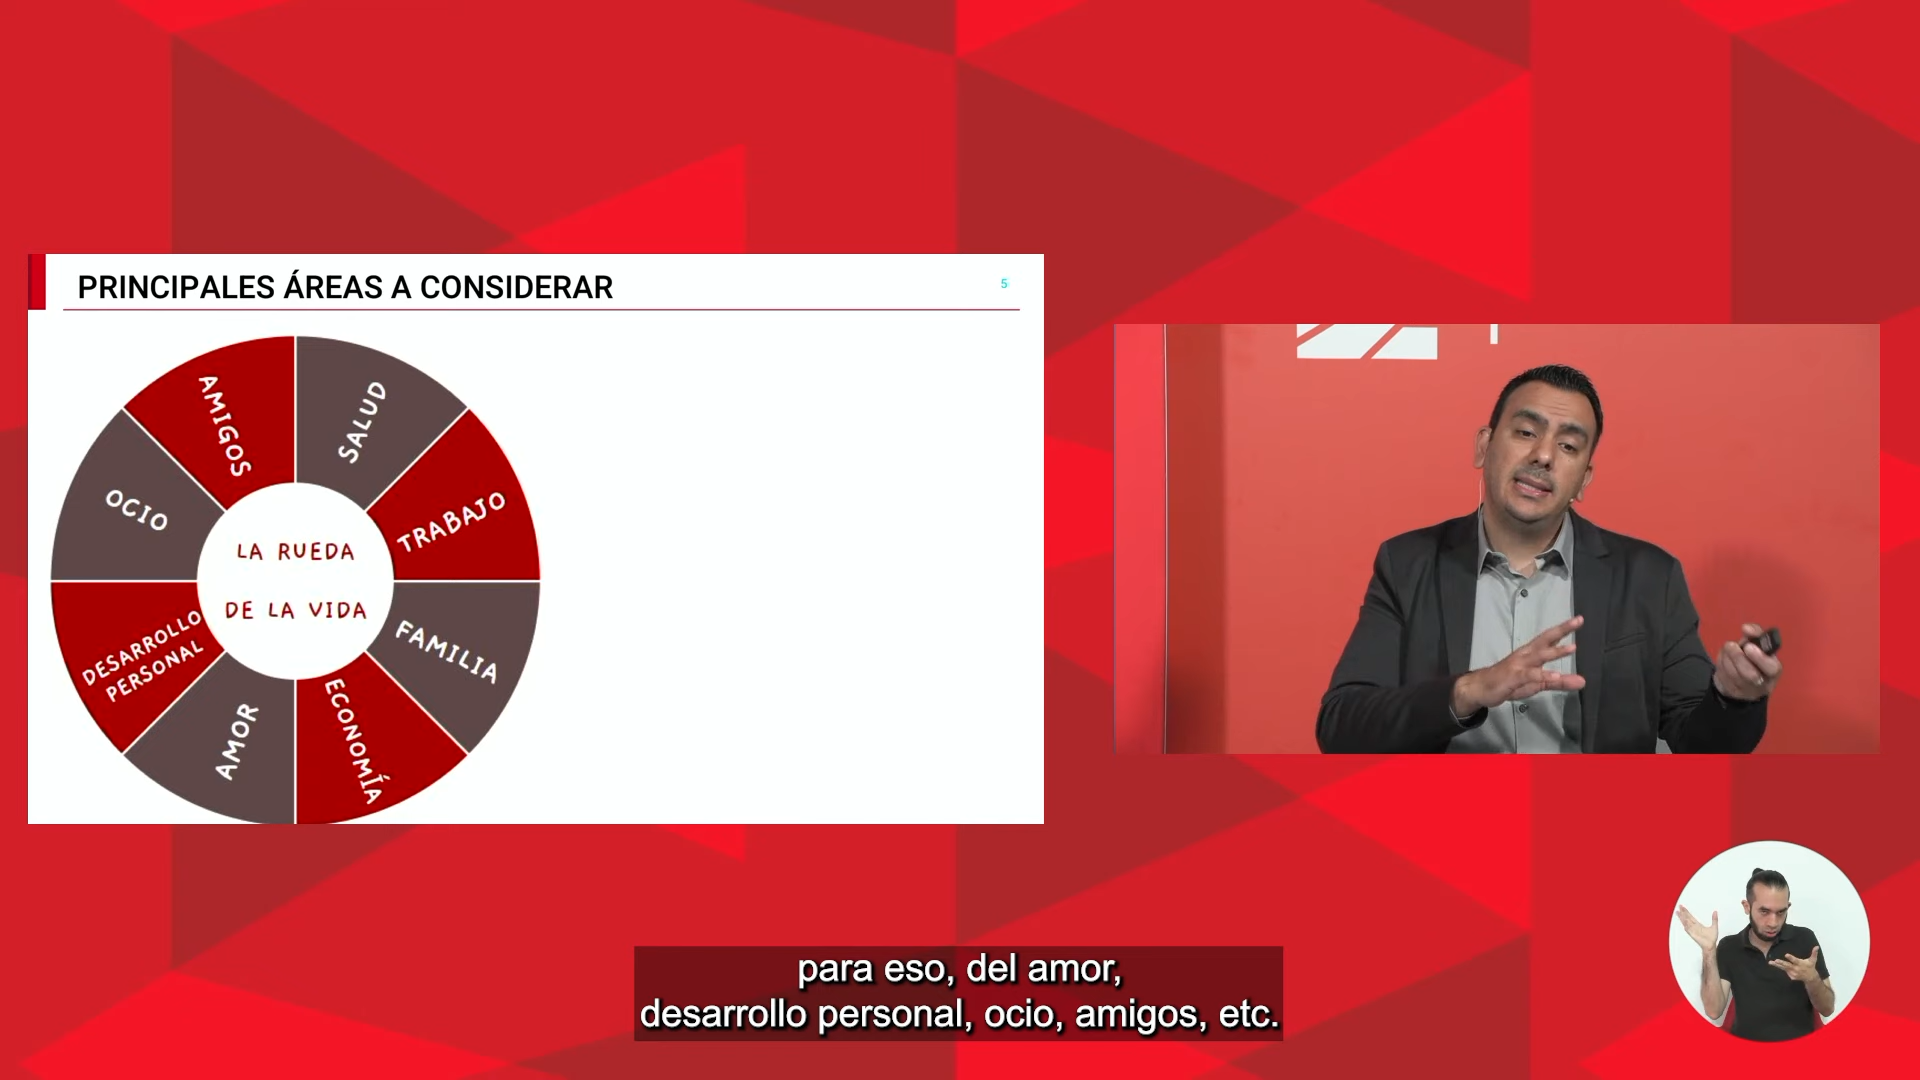 PRINCIPALES ÁREAS A CONSIDERAR
5
AMIGOS
SALUD
OCIO
TRABAJO
LA RUEDA
DE LA VIDA
DESARROLLO
PERSONAL
FAMILIA
AMOR
ECONOMÍA
para eso, del amor,
desarrollo personal, ocio, amigos, etc.